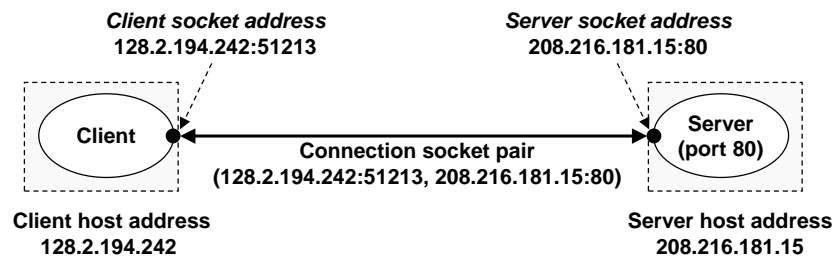 Client socket address
128.2.194.242:51213
Server socket address
208.216.181.15:80
Client
Server
(port 80)
Connection socket pair
(128.2.194.242:51213, 208.216.181.15:80)
Client host address
128.2.194.242
Server host address
208.216.181.15